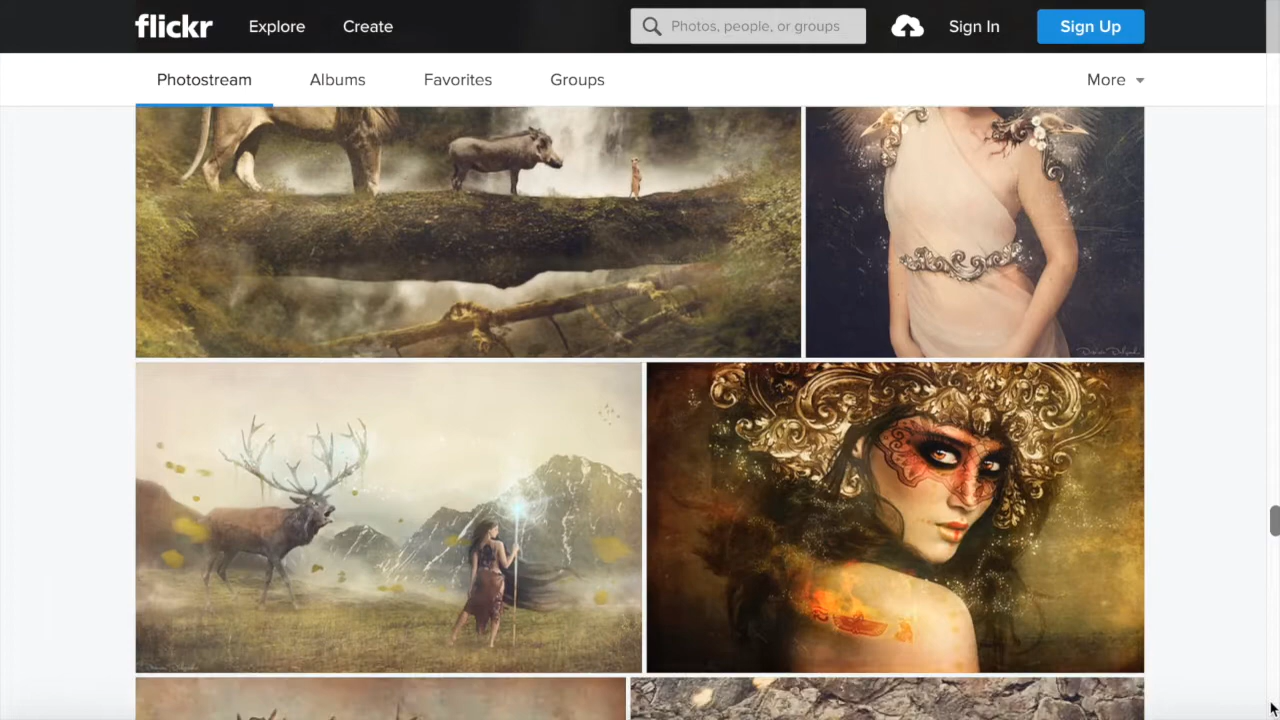 flickr Explore Create Photos, people, or groups Sign In Sign Up
Photostream Albums Favorites Groups More